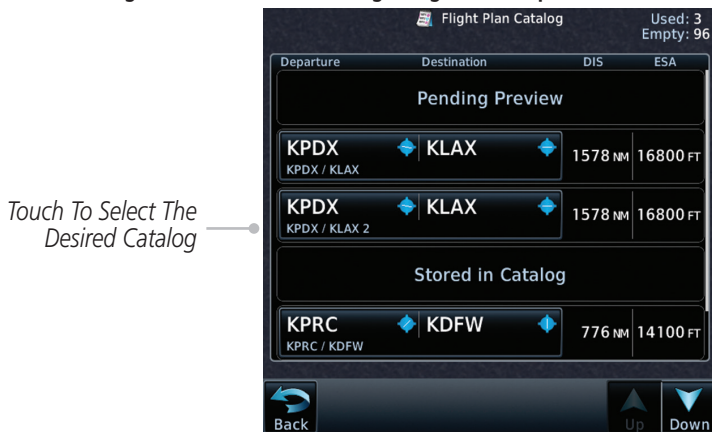 Flight Plan Catalog
Used: 3
Empty: 96
Departure Destination DIS ESA
Pending Preview
KPDX KLAX 1578 NM 16800 FT
KPDX / KLAX
KPDX KLAX 1578 NM 16800 FT
KPDX / KLAX 2
Touch To Select The
Desired Catalog
Stored in Catalog
KPRC KDFW 776 NM 14100 FT
KPRC / KDFW
Back Up Down